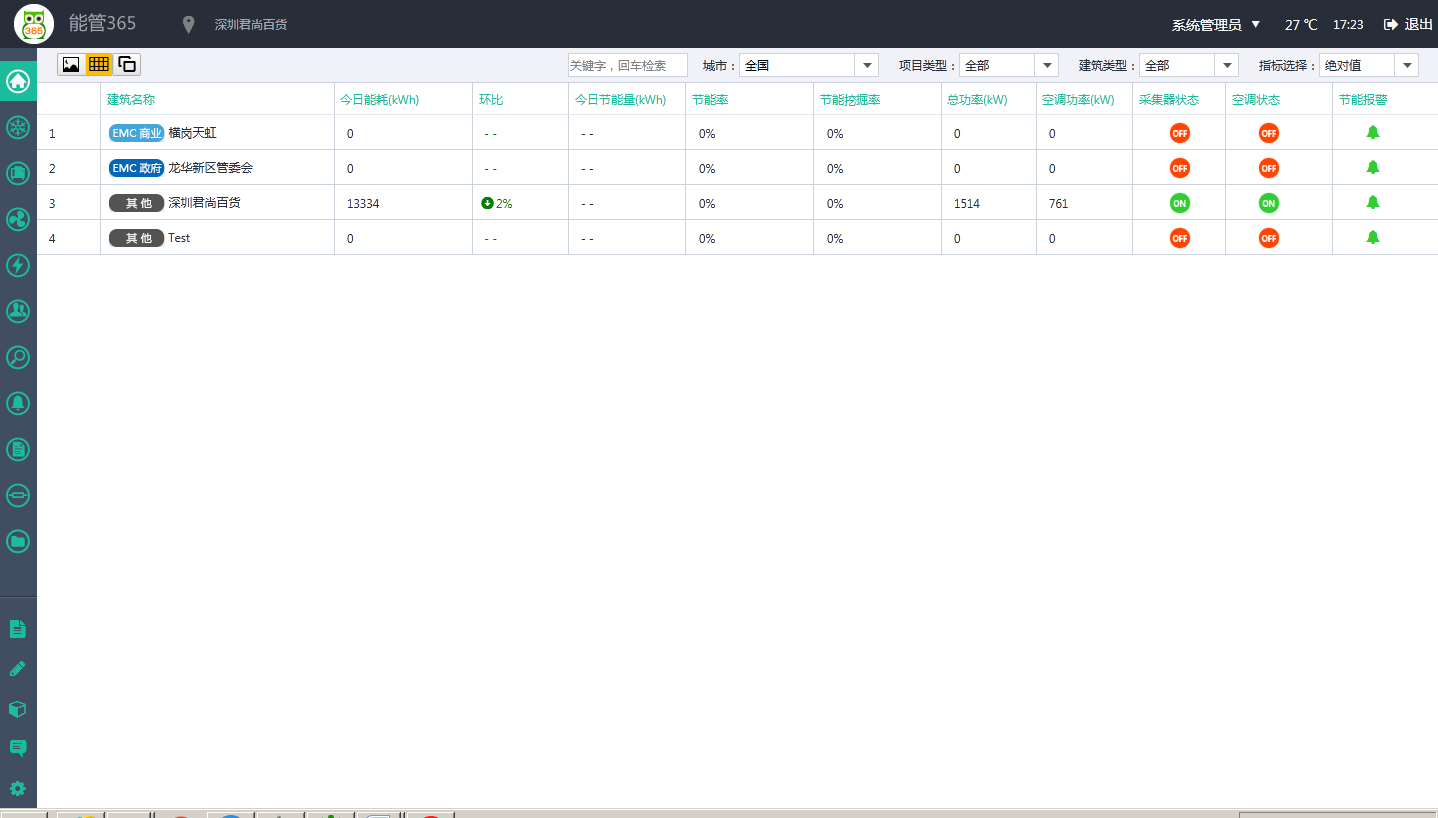 365 能管365 深圳君尚百货 系统管理员 27 ℃ 17:23 退出
关键字，回车检索 城市： 全国 项目类型： 全部 建筑类型： 全部 指标选择： 绝对值
建筑名称 今日能耗(kWh) 环比 今日节能量(kWh) 节能率 节能挖掘率 总功率(kW) 空调功率(kW) 采集器状态 空调状态 节能报警
1 EMC 商业 横岗天虹 0 - - - - 0% 0% 0 0 OFF OFF
2 EMC 政府 龙华新区管委会 0 - - - - 0% 0% 0 0 OFF OFF
3 其 他 深圳君尚百货 13334 2% - - 0% 0% 1514 761 ON ON
4 其 他 Test 0 - - - - 0% 0% 0 0 OFF OFF